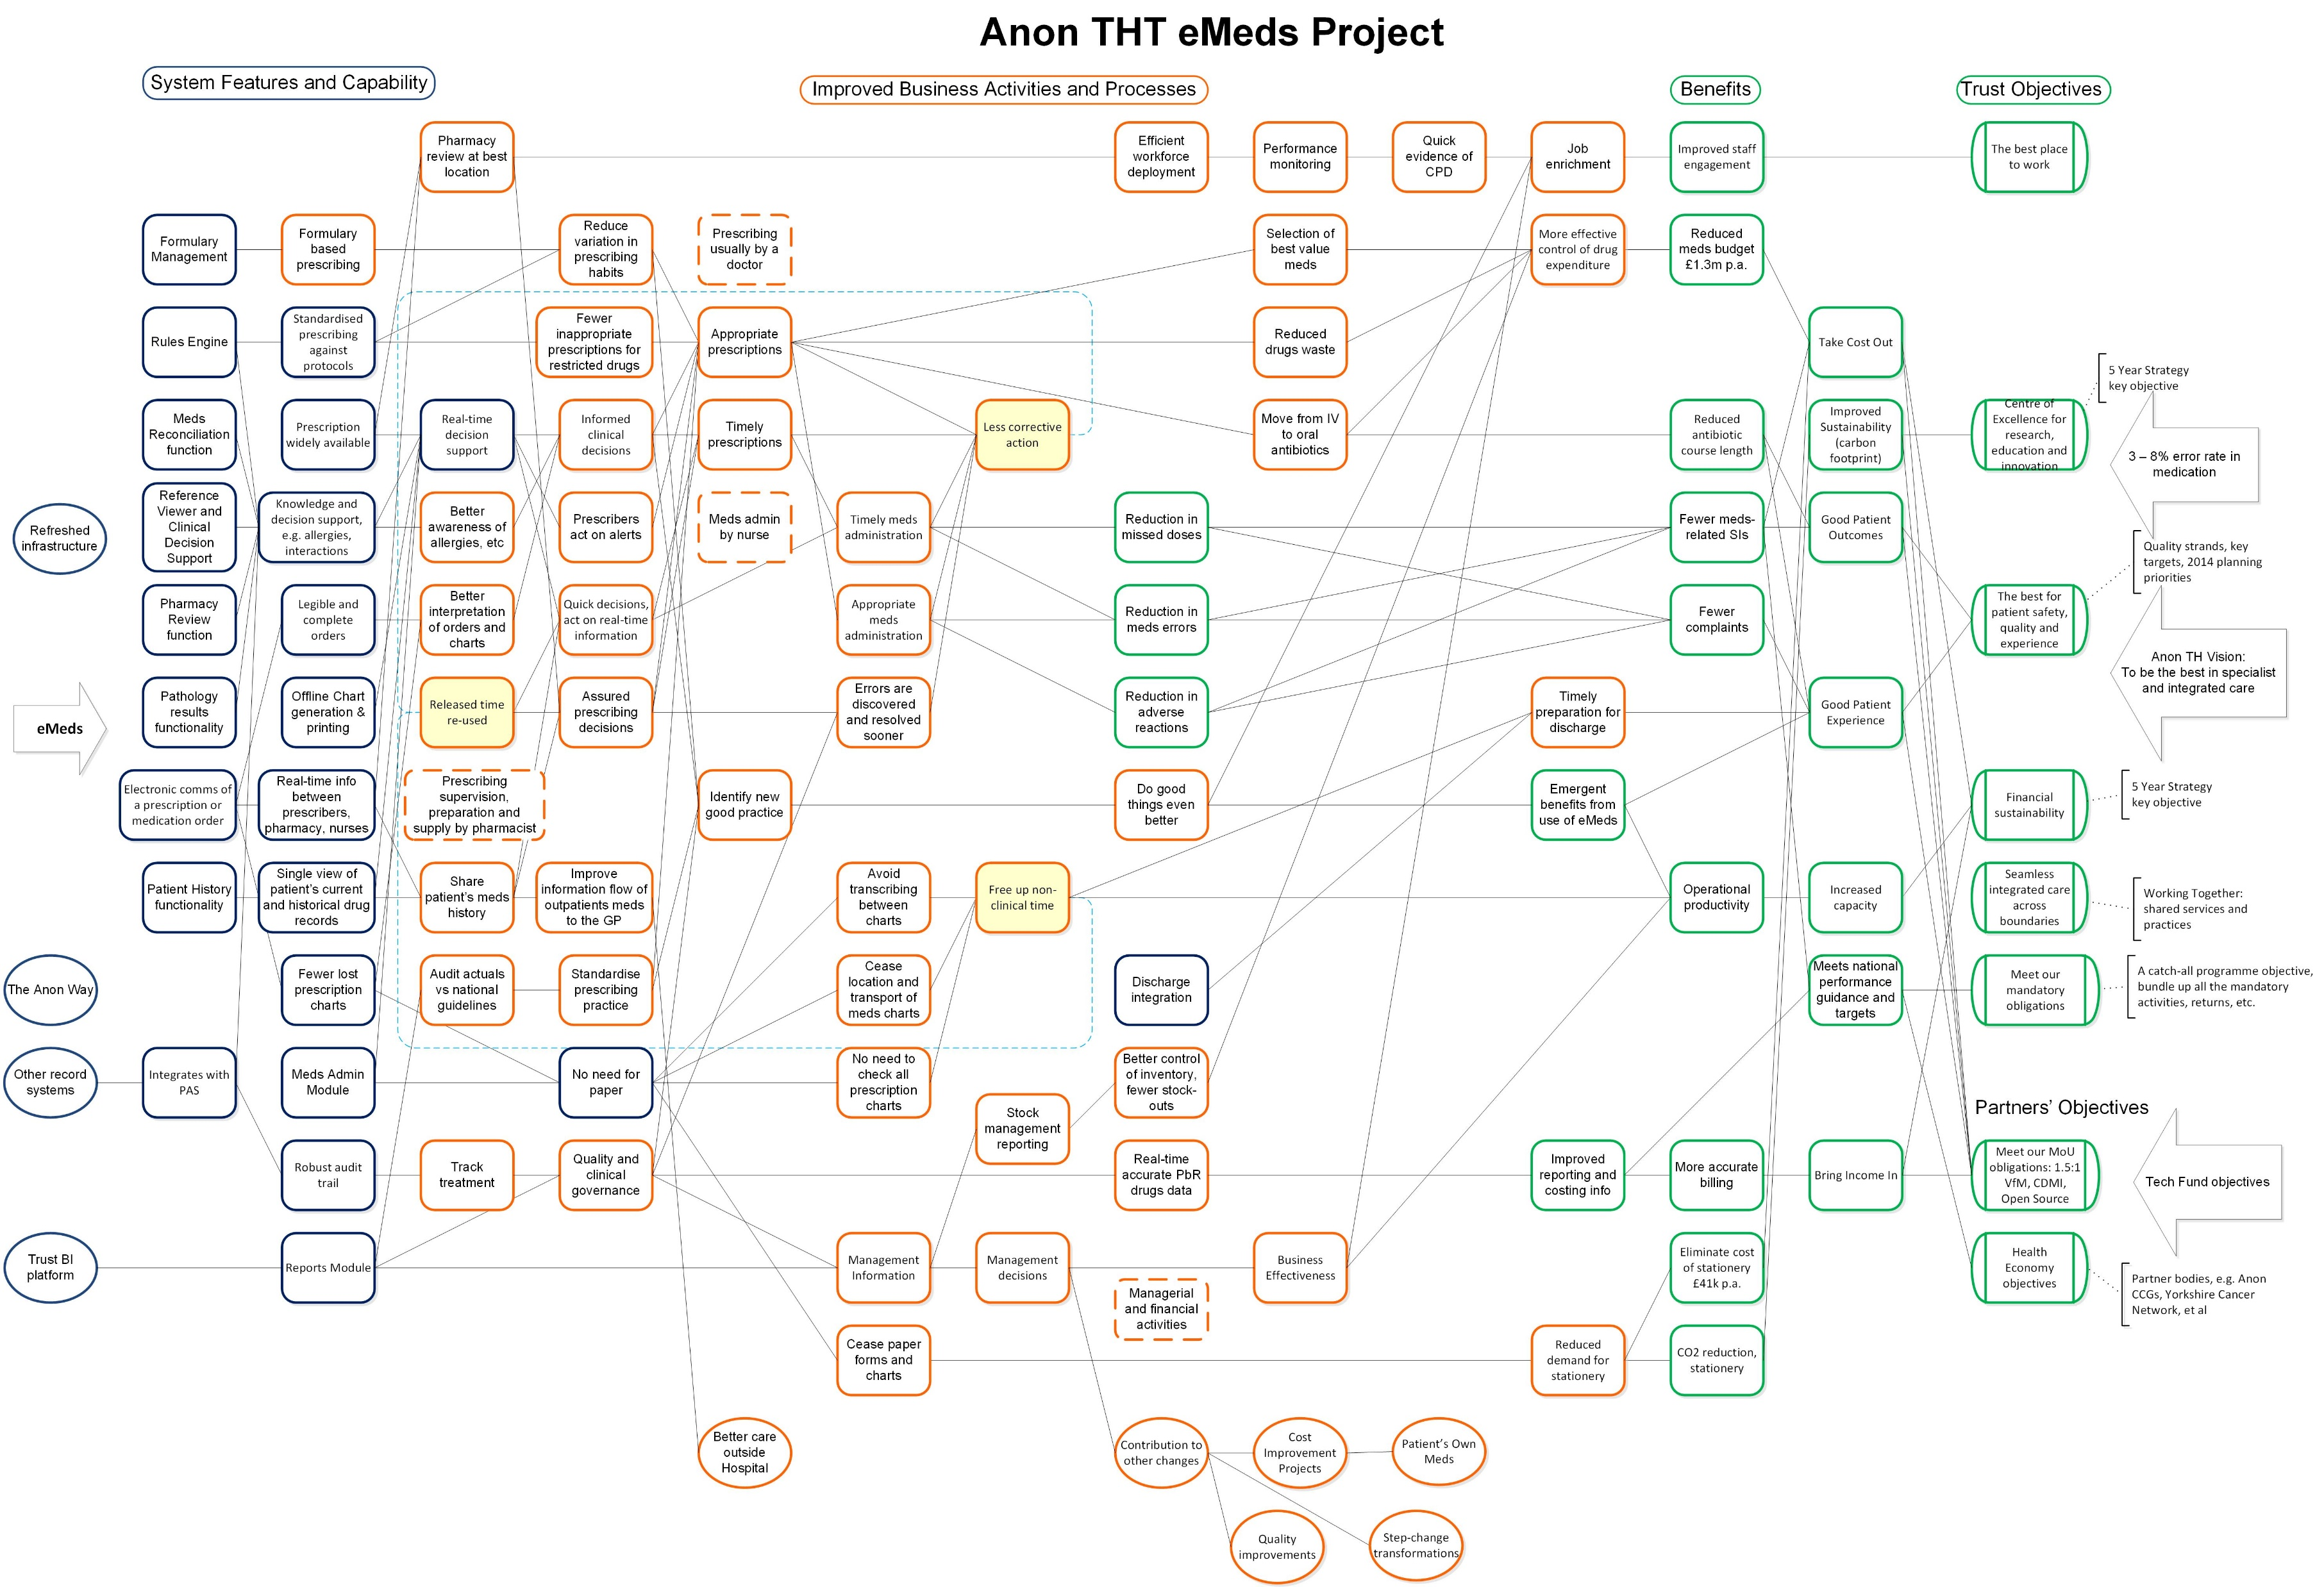 Anon THT eMeds Project
System Features and Capability
Improved Business Activities and Processes
Benefits
Trust Objectives
Pharmacy
review at best
location
Efficient
workforce
deployment
Performance
monitoring
Quick
evidence of
CPD
Job
enrichment
Improved staff
engagement
The best place
to work
Formulary
Management
Formulary
based
prescribing
Reduce
variation in
prescribing
habits
Prescribing
usually by a
doctor
Selection of
best value
meds
More effective
control of drug
expenditure
Reduced
meds budget
£1.3m p.a.
Rules Engine
Standardised
prescribing
against
protocols
Fewer
inappropriate
prescriptions for
restricted drugs
Appropriate
prescriptions
Reduced
drugs waste
Take Cost Out
5 Year Strategy
key objective
Meds
Reconciliation
function
Prescription
widely available
Real-time
decision
support
Informed
clinical
decisions
Timely
prescriptions
Less corrective
action
Move from IV
to oral
antibiotics
Reduced
antibiotic
course length
Improved
Sustainability
(carbon
footprint)
Centre of
Excellence for
research,
education and
innovation
3 – 8% error rate in
medication
Refreshed
infrastructure
Reference
Viewer and
Clinical
Decision
Support
Knowledge and
decision support,
e.g. allergies,
interactions
Better
awareness of
allergies, etc
Prescribers
act on alerts
Meds admin
by nurse
Timely meds
administration
Reduction in
missed doses
Fewer meds-
related SIs
Good Patient
Outcomes
Quality strands, key
targets, 2014 planning
priorities
Pharmacy
Review
function
Legible and
complete
orders
Better
interpretation
of orders and
charts
Quick decisions,
act on real-time
information
Appropriate
meds
administration
Reduction in
meds errors
Fewer
complaints
The best for
patient safety,
quality and
experience
Anon TH Vision:
To be the best in specialist
and integrated care
eMeds
Pathology
results
functionality
Offline Chart
generation &
printing
Released time
re-used
Assured
prescribing
decisions
Errors are
discovered
and resolved
sooner
Reduction in
adverse
reactions
Timely
preparation for
discharge
Good Patient
Experience
Electronic comms of
a prescription or
medication order
Real-time info
between
prescribers,
pharmacy, nurses
Prescribing
supervision,
preparation and
supply by pharmacist
Identify new
good practice
Do good
things even
better
Emergent
benefits from
use of eMeds
Financial
sustainability
5 Year Strategy
key objective
Patient History
functionality
Single view of
patient's current
and historical drug
records
Share
patient's meds
history
Improve
information flow of
outpatients meds
to the GP
Avoid
transcribing
between
charts
Free up non-
clinical time
Operational
productivity
Increased
capacity
Seamless
integrated care
across
boundaries
Working Together:
shared services and
practices
The Anon Way
Fewer lost
prescription
charts
Audit actuals
vs national
guidelines
Standardise
prescribing
practice
Cease
location and
transport of
meds charts
Discharge
integration
Meets national
performance
guidance and
targets
Meet our
mandatory
obligations
A catch-all programme objective,
bundle up all the mandatory
activities, returns, etc.
Other record
systems
Integrates with
PAS
Meds Admin
Module
No need for
paper
No need to
check all
prescription
charts
Stock
management
reporting
Better control
of inventory,
fewer stock-
outs
Partners' Objectives
Robust audit
trail
Track
treatment
Quality and
clinical
governance
Real-time
accurate PbR
drugs data
Improved
reporting and
costing info
More accurate
billing
Bring Income In
Meet our MoU
obligations: 1.5:1
VfM, CDMI,
Open Source
Tech Fund objectives
Trust BI
platform
Reports Module
Management
Information
Management
decisions
Managerial
and financial
activities
Business
Effectiveness
Eliminate cost
of stationery
£41k p.a.
Health
Economy
objectives
Partner bodies, e.g. Anon
CCGs, Yorkshire Cancer
Network, et al
Cease paper
forms and
charts
Reduced
demand for
stationery
CO2 reduction,
stationery
Better care
outside
Hospital
Contribution to
other changes
Cost
Improvement
Projects
Patient's Own
Meds
Quality
improvements
Step-change
transformations